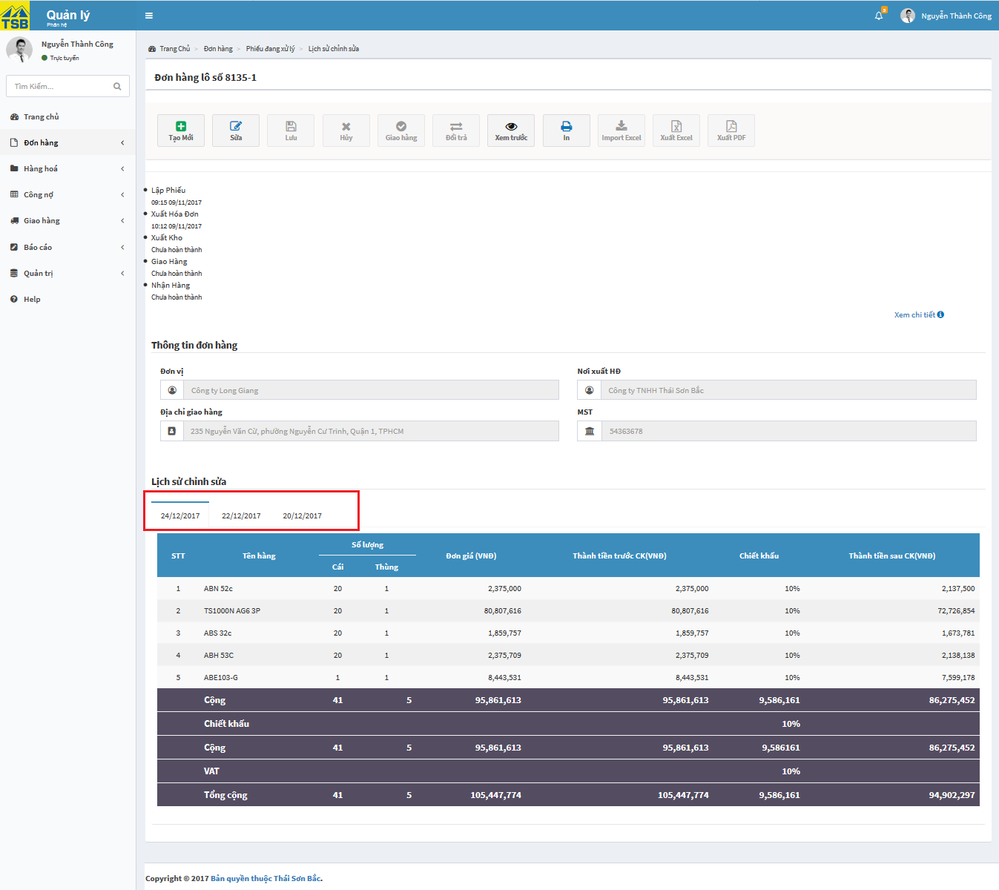 TSB
Quản lý
Phân hệ
5
Nguyễn Thành Công
Nguyễn Thành Công
Trực tuyến
Tìm Kiếm...
Trang chủ
Đơn hàng
Hàng hoá
Công nợ
Giao hàng
Báo cáo
Quản trị
Help
Trang Chủ > Đơn hàng > Phiếu đang xử lý > Lịch sử chỉnh sửa
Đơn hàng lô số 8135-1
Tạo Mới Sửa Lưu Hủy Giao hàng Đổi trả Xem trước In Import Excel Xuất Excel Xuất PDF
Lập Phiếu
09:15 09/11/2017
Xuất Hóa Đơn
10:12 09/11/2017
Xuất Kho
Chưa hoàn thành
Giao Hàng
Chưa hoàn thành
Nhận Hàng
Chưa hoàn thành
Xem chi tiết
Thông tin đơn hàng
Đơn vị Nơi xuất HĐ
Công ty Long Giang Công ty TNHH Thái Sơn Bắc
Địa chỉ giao hàng MST
235 Nguyễn Văn Cừ, phường Nguyễn Cư Trinh, Quận 1, TPHCM 54363678
Lịch sử chỉnh sửa
24/12/2017 22/12/2017 20/12/2017
STT Tên hàng Số lượng Đơn giá (VNĐ) Thành tiền trước CK(VNĐ) Chiết khấu Thành tiền sau CK(VNĐ)
Cái Thùng
1 ABN 52c 20 1 2,375,000 2,375,000 10% 2,137,500
2 TS1000N AG6 3P 20 1 80,807,616 80,807,616 10% 72,726,854
3 ABS 32c 20 1 1,859,757 1,859,757 10% 1,673,781
4 ABH 53C 20 1 2,375,709 2,375,709 10% 2,138,138
5 ABE103-G 1 1 8,443,531 8,443,531 10% 7,599,178
Cộng 41 5 95,861,613 95,861,613 9,586,161 86,275,452
Chiết khấu 10%
Cộng 41 5 95,861,613 95,861,613 9,586161 86,275,452
VAT 10%
Tổng cộng 41 5 105,447,774 105,447,774 9,586,161 94,902,297
Copyright © 2017 Bản quyền thuộc Thái Sơn Bắc.